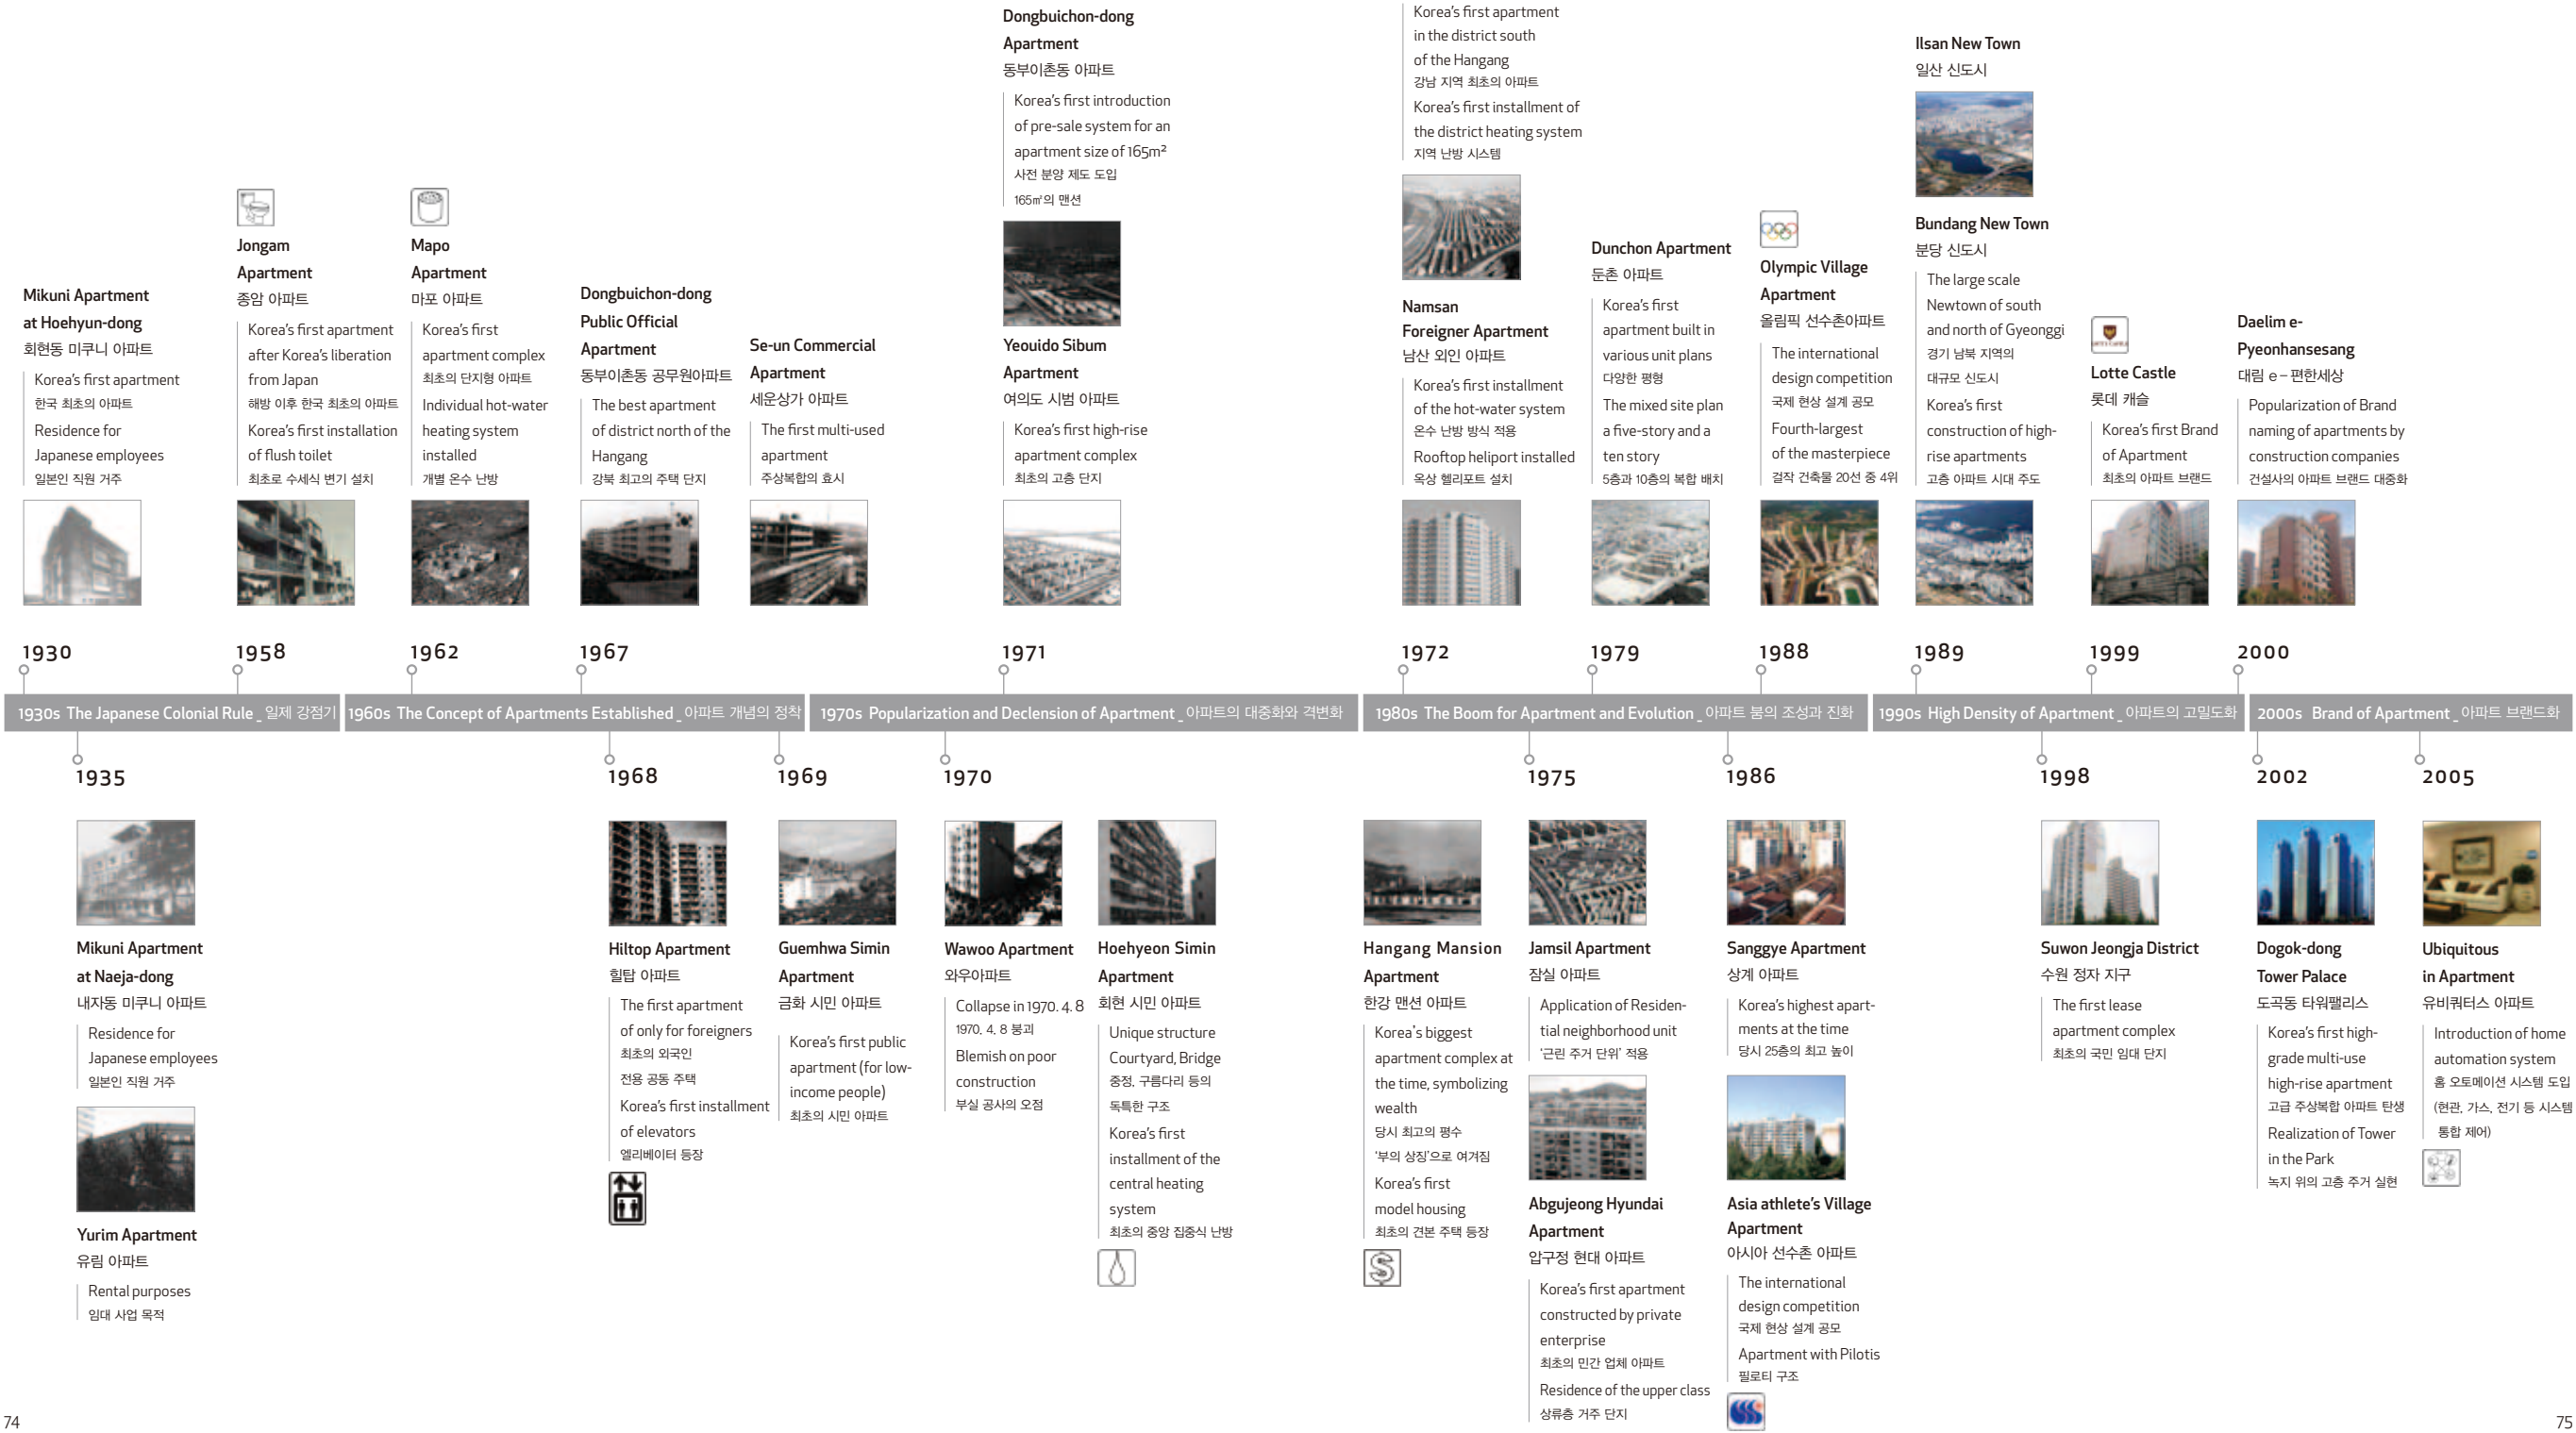 Mikuni Apartment
at Hoehyun-dong
회현동 미쿠니 아파트
Korea's first apartment
한국 최초의 아파트
Residence for
Japanese employees
일본인 직원 거주
1930
Jongam
Apartment
종암 아파트
Korea's first apartment
after Korea's liberation
from Japan
해방 이후 한국 최초의 아파트
Korea's first installation
of flush toilet
최초로 수세식 변기 설치
1958
Mapo
Apartment
마포 아파트
Korea's first
apartment complex
최초의 단지형 아파트
Individual hot-water
heating system
installed
개별 온수 난방
1962
Dongbuichon-dong
Public Official
Apartment
동부이촌동 공무원아파트
The best apartment
of district north of the
Hangang
강북 최고의 주택 단지
1967
Se-un Commercial
Apartment
세운상가 아파트
The first multi-used
apartment
주상복합의 효시
Dongbuichon-dong
Apartment
동부이촌동 아파트
Korea's first introduction
of pre-sale system for an
apartment size of 165m²
사전 분양 제도 도입
165㎡의 맨션
Yeouido Sibum
Apartment
여의도 시범 아파트
Korea's first high-rise
apartment complex
최초의 고층 단지
1971
Korea's first apartment
in the district south
of the Hangang
강남 지역 최초의 아파트
Korea's first installment of
the district heating system
지역 난방 시스템
Namsan
Foreigner Apartment
남산 외인 아파트
Korea's first installment
of the hot-water system
온수 난방 방식 적용
Rooftop heliport installed
옥상 헬리포트 설치
1972
Dunchon Apartment
둔촌 아파트
Korea's first
apartment built in
various unit plans
다양한 평형
The mixed site plan
a five-story and a
ten story
5층과 10층의 복합 배치
1979
Olympic Village
Apartment
올림픽 선수촌아파트
The international
design competition
국제 현상 설계 공모
Fourth-largest
of the masterpiece
걸작 건축물 20선 중 4위
1988
Ilsan New Town
일산 신도시
Bundang New Town
분당 신도시
The large scale
Newtown of south
and north of Gyeonggi
경기 남북 지역의
대규모 신도시
Korea's first
construction of high-
rise apartments
고층 아파트 시대 주도
1989
Lotte Castle
롯데 캐슬
Korea's first Brand
of Apartment
최초의 아파트 브랜드
1999
Daelim e-
Pyeonhansesang
대림 e–편한세상
Popularization of Brand
naming of apartments by
construction companies
건설사의 아파트 브랜드 대중화
2000
1930s The Japanese Colonial Rule _ 일제 강점기
1960s The Concept of Apartments Established _ 아파트 개념의 정착
1970s Popularization and Declension of Apartment _ 아파트의 대중화와 격변화
1980s The Boom for Apartment and Evolution _ 아파트 붐의 조성과 진화
1990s High Density of Apartment _ 아파트의 고밀도화
2000s Brand of Apartment _ 아파트 브랜드화
1935
Mikuni Apartment
at Naeja-dong
내자동 미쿠니 아파트
Residence for
Japanese employees
일본인 직원 거주
Yurim Apartment
유림 아파트
Rental purposes
임대 사업 목적
1968
Hiltop Apartment
힐탑 아파트
The first apartment
of only for foreigners
최초의 외국인
전용 공동 주택
Korea's first installment
of elevators
엘리베이터 등장
1969
Guemhwa Simin
Apartment
금화 시민 아파트
Korea's first public
apartment (for low-
income people)
최초의 시민 아파트
1970
Wawoo Apartment
와우아파트
Collapse in 1970. 4. 8
1970. 4. 8 붕괴
Blemish on poor
construction
부실 공사의 오점
Hoehyeon Simin
Apartment
회현 시민 아파트
Unique structure
Courtyard, Bridge
중정, 구름다리 등의
독특한 구조
Korea's first
installment of the
central heating
system
최초의 중앙 집중식 난방
Hangang Mansion
Apartment
한강 맨션 아파트
Korea's biggest
apartment complex at
the time, symbolizing
wealth
당시 최고의 평수
'부의 상징'으로 여겨짐
Korea's first
model housing
최초의 견본 주택 등장
1975
Jamsil Apartment
잠실 아파트
Application of Residen-
tial neighborhood unit
'근린 주거 단위' 적용
Abgujeong Hyundai
Apartment
압구정 현대 아파트
Korea's first apartment
constructed by private
enterprise
최초의 민간 업체 아파트
Residence of the upper class
상류층 거주 단지
1986
Sanggye Apartment
상계 아파트
Korea's highest apart-
ments at the time
당시 25층의 최고 높이
Asia athlete's Village
Apartment
아시아 선수촌 아파트
The international
design competition
국제 현상 설계 공모
Apartment with Pilotis
필로티 구조
1998
Suwon Jeongja District
수원 정자 지구
The first lease
apartment complex
최초의 국민 임대 단지
2002
Dogok-dong
Tower Palace
도곡동 타워팰리스
Korea's first high-
grade multi-use
high-rise apartment
고급 주상복합 아파트 탄생
Realization of Tower
in the Park
녹지 위의 고층 주거 실현
2005
Ubiquitous
in Apartment
유비쿼터스 아파트
Introduction of home
automation system
홈 오토메이션 시스템 도입
(현관, 가스, 전기 등 시스템
통합 제어)
74
75